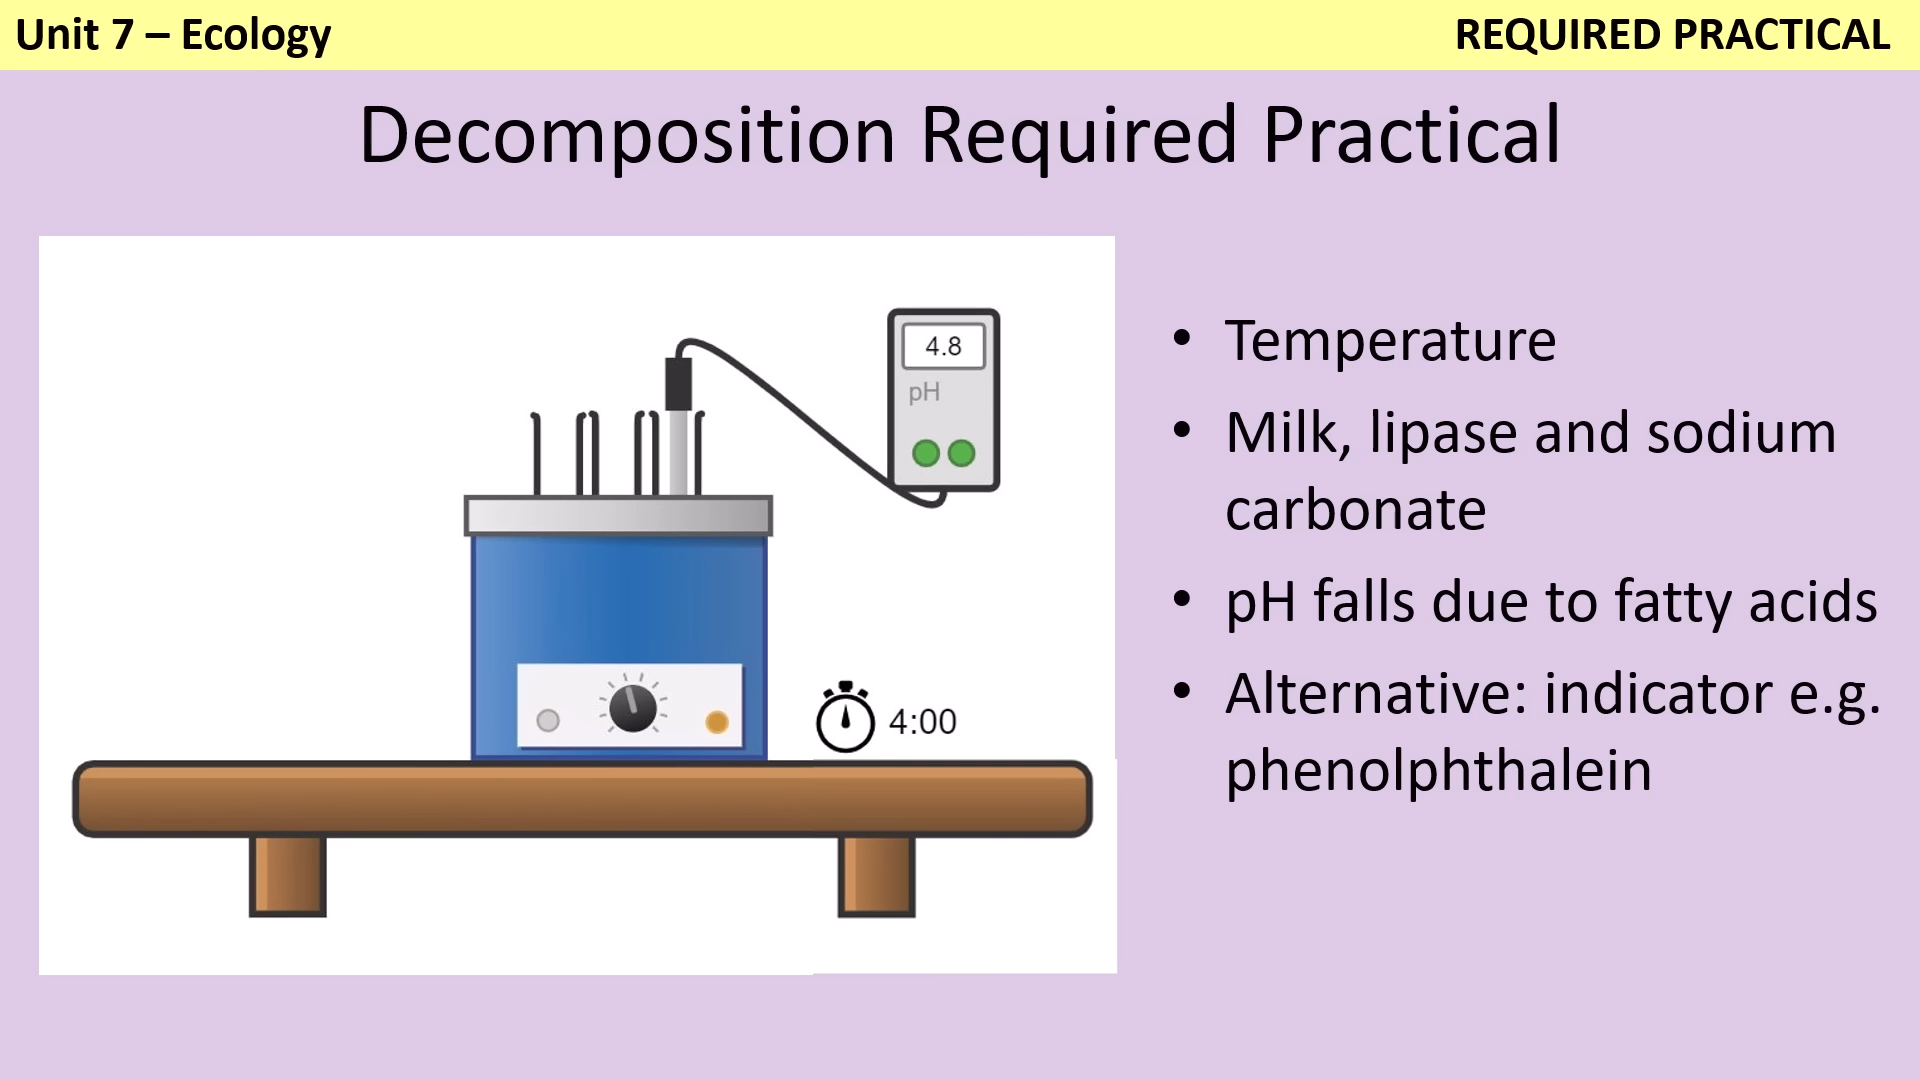 Unit 7 – Ecology
REQUIRED PRACTICAL
Decomposition Required Practical
4.8
pH
4:00
• Temperature
• Milk, lipase and sodium
carbonate
• pH falls due to fatty acids
• Alternative: indicator e.g.
phenolphthalein